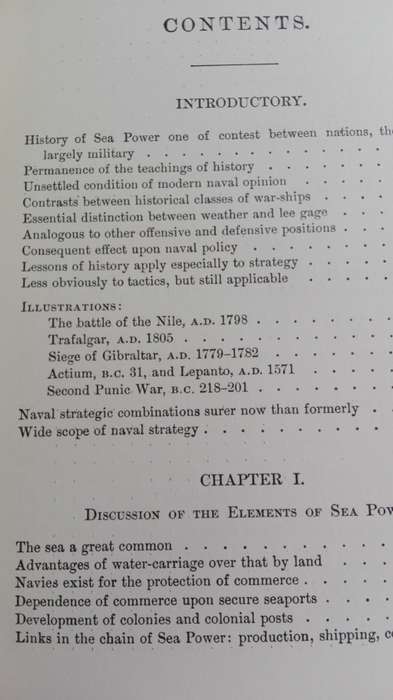 CONTENTS.
INTRODUCTORY.
History of Sea Power one of contest between nations,
largely military . . . . . . . . . . . . .
Permanence of the teachings of history . . . . . .
Unsettled condition of modern naval opinion . . . .
Contrasts between historical classes of war-ships . . . .
Essential distinction between weather and lee gage . . .
Analogous to other offensive and defensive positions . . .
Consequent effect upon naval policy . . . . . . .
Lessons of history apply especially to strategy . . . . .
Less obviously to tactics, but still applicable . . . . .
ILLUSTRATIONS:
The battle of the Nile, A.D. 1798 . . . . . . . .
Trafalgar, A.D. 1805 . . . . . . . . . . . .
Siege of Gibraltar, A.D. 1779–1782 . . . . . . .
Actium, B.C. 31, and Lepanto, A.D. 1571 . . . . .
Second Punic War, B.C. 218–201 . . . . . . . .
Naval strategic combinations surer now than formerly . .
Wide scope of naval strategy . . . . . . . . . .
CHAPTER I.
DISCUSSION OF THE ELEMENTS OF SEA
The sea a great common . . . . . . . . . . .
Advantages of water-carriage over that by land . . .
Navies exist for the protection of commerce . . . . .
Dependence of commerce upon secure seaports . . . .
Development of colonies and colonial posts . . . . .
Links in the chain of Sea Power: production, shipping,